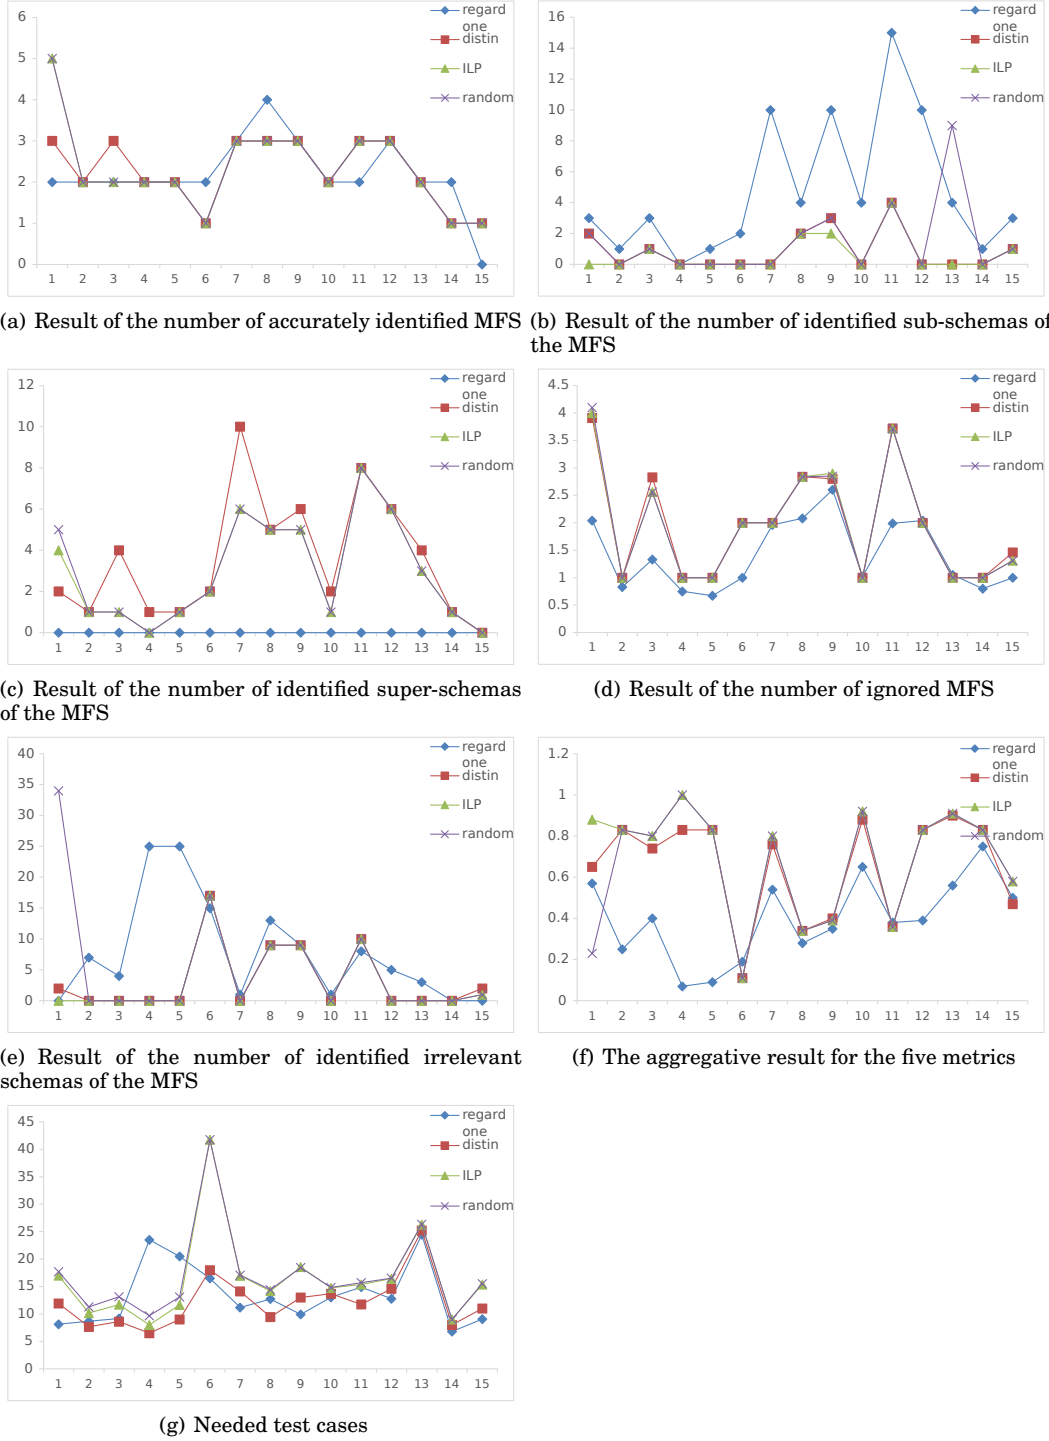 6
5
4
3
2
1
0
1 2 3 4 5 6 7 8 9 10 11 12 13 14 15
regard
one
distin
ILP
random
16
14
12
10
8
6
4
2
0
1 2 3 4 5 6 7 8 9 10 11 12 13 14 15
regard
one
distin
ILP
random
(a) Result of the number of accurately identified MFS
(b) Result of the number of identified sub-schemas of
the MFS
12
10
8
6
4
2
0
1 2 3 4 5 6 7 8 9 10 11 12 13 14 15
regard
one
distin
ILP
random
4.5
4
3.5
3
2.5
2
1.5
1
0.5
0
1 2 3 4 5 6 7 8 9 10 11 12 13 14 15
regard
one
distin
ILP
random
(c) Result of the number of identified super-schemas
of the MFS
(d) Result of the number of ignored MFS
40
35
30
25
20
15
10
5
0
1 2 3 4 5 6 7 8 9 10 11 12 13 14 15
regard
one
distin
ILP
random
1.2
1
0.8
0.6
0.4
0.2
0
1 2 3 4 5 6 7 8 9 10 11 12 13 14 15
regard
one
distin
ILP
random
(e) Result of the number of identified irrelevant
schemas of the MFS
(f) The aggregative result for the five metrics
45
40
35
30
25
20
15
10
5
0
1 2 3 4 5 6 7 8 9 10 11 12 13 14 15
regard
one
distin
ILP
random
(g) Needed test cases